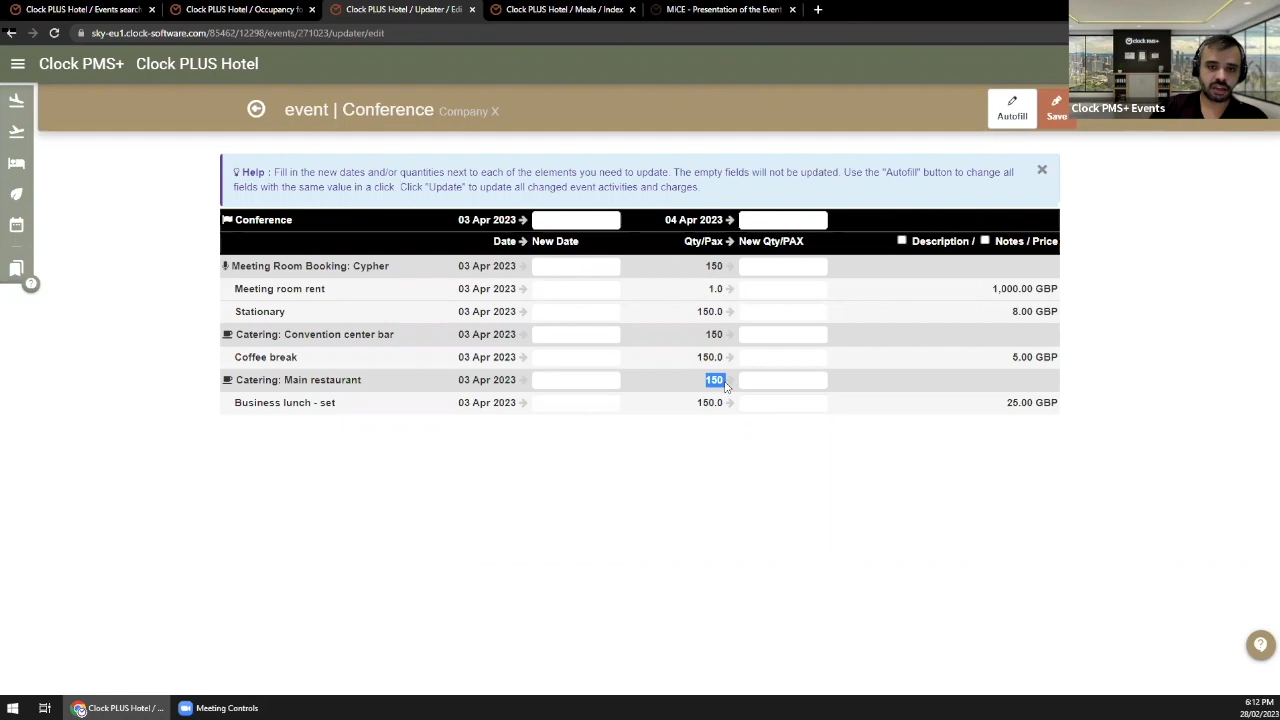 Clock PLUS Hotel / Events search
Clock PLUS Hotel / Occupancy fo
Clock PLUS Hotel / Updater / Edi
Clock PLUS Hotel / Meals / Index
MICE - Presentation of the Event
sky-eu1.clock-software.com/85462/12298/events/271023/updater/edit
Clock PMS+ Clock PLUS Hotel
clock PMS+
Clock PMS+ Events
event | Conference Company X
Autofill
Save
Help : Fill in the new dates and/or quantities next to each of the elements you need to update. The empty fields will not be updated. Use the "Autofill" button to change all
fields with the same value in a click. Click "Update" to update all changed event activities and charges.
Conference 03 Apr 2023 04 Apr 2023
Date New Date Qty/Pax New Qty/PAX Description / Notes / Price
Meeting Room Booking: Cypher 03 Apr 2023 150
Meeting room rent 03 Apr 2023 1.0 1,000.00 GBP
Stationary 03 Apr 2023 150.0 8.00 GBP
Catering: Convention center bar 03 Apr 2023 150
Coffee break 03 Apr 2023 150.0 5.00 GBP
Catering: Main restaurant 03 Apr 2023 150
Business lunch - set 03 Apr 2023 150.0 25.00 GBP
Clock PLUS Hotel / ...
Meeting Controls
6:12 PM
28/02/2023